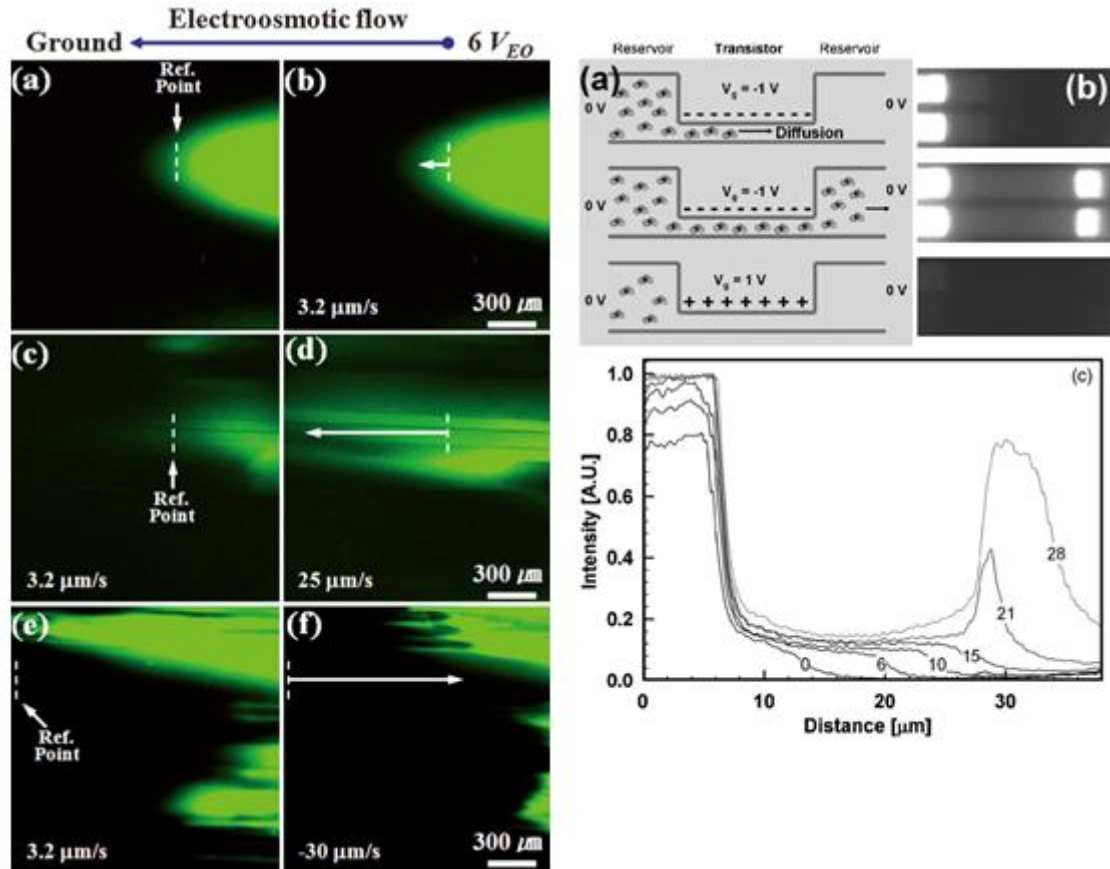 Electroosmotic flow
Ground 6 V_EO
(a) Ref. Point
(b)
3.2 μm/s 300 μm
(c) Ref. Point 3.2 μm/s
(d)
25 μm/s 300 μm
(e) Ref. Point 3.2 μm/s
(f)
-30 μm/s 300 μm
Reservoir Transistor Reservoir
(a) V_g = -1 V
0 V 0 V
- - - - - - - -
Diffusion
V_g = -1 V
0 V 0 V
- - - - - - - -
V_g = 1 V
0 V 0 V
+ + + + + + +
(b)
(c)
Intensity [A.U.]
1.0
0.8
0.6
0.4
0.2
0.0
28
21
15
10
6
0
0 10 20 30
Distance [μm]